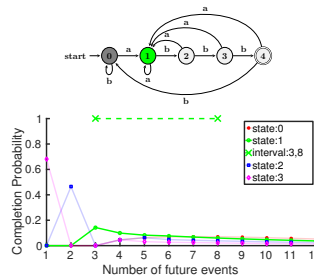 a
a
a
start
0
a
1
a
2
b
3
b
4
b
a
b
Completion Probability
1
0.8
0.6
0.4
0.2
0
state:0
state:1
interval:3,8
state:2
state:3
1 2 3 4 5 6 7 8 9 10 11 1
Number of future events